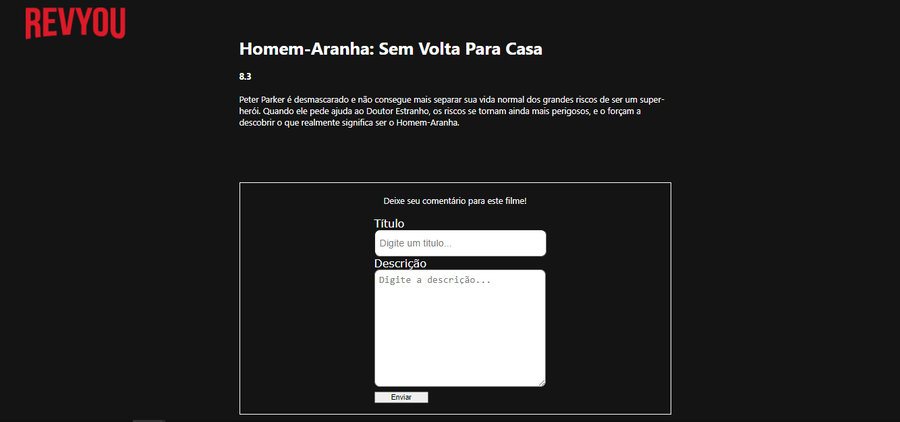 REVYOU
Homem-Aranha: Sem Volta Para Casa
8.3
Peter Parker é desmascarado e não consegue mais separar sua vida normal dos grandes riscos de ser um super-
herói. Quando ele pede ajuda ao Doutor Estranho, os riscos se tornam ainda mais perigosos, e o forçam a
descobrir o que realmente significa ser o Homem-Aranha.
Deixe seu comentário para este filme!
Título
Digite um titulo...
Descrição
Digite a descrição...
Enviar